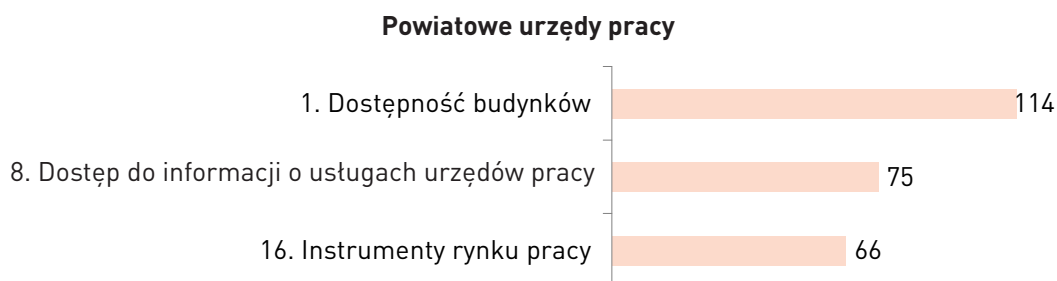 Powiatowe urzędy pracy
1. Dostępność budynków 114
8. Dostęp do informacji o usługach urzędów pracy 75
16. Instrumenty rynku pracy 66